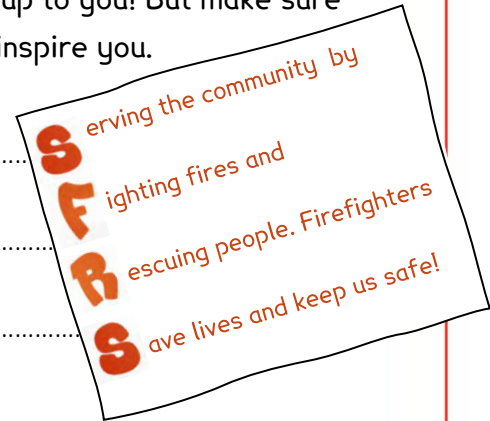 up to you! But make sure
inspire you.
Serving the community by
Fighting fires and
Rescuing people. Firefighters
Save lives and keep us safe!